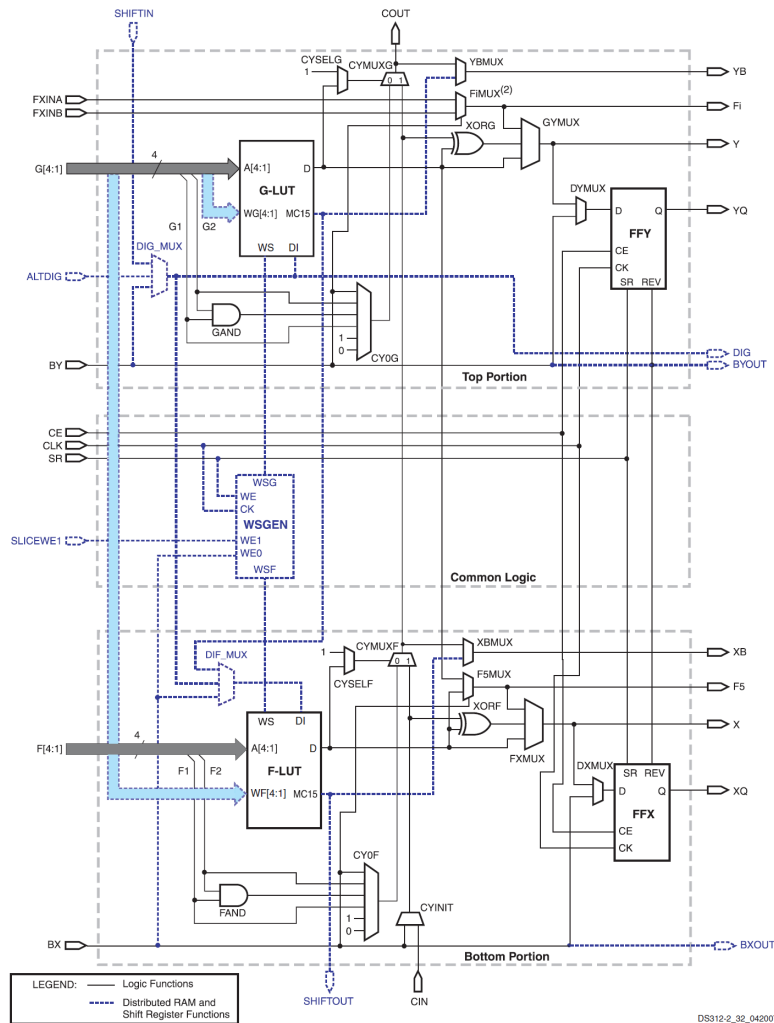 SHIFTIN
COUT
CYSELG
CYMUXG
YBMUX
1
0 1
YB
FXINA
FXINB
FiMUX(2)
Fi
XORG
GYMUX
Y
G[4:1]
4
A[4:1]
D
G-LUT
WG[4:1]
MC15
WS
DI
G1
G2
DYMUX
D
Q
YQ
FFY
CE
CK
SR REV
DIG_MUX
ALTDIG
GAND
1
0
CY0G
BY
DIG
BYOUT
Top Portion
CE
CLK
SR
WSG
WE
CK
WSGEN
SLICEWE1
WE1
WE0
WSF
Common Logic
DIF_MUX
1
CYSELF
CYMUXF
0 1
XBMUX
XB
F5MUX
F5
XORF
FXMUX
X
WS
DI
F[4:1]
4
A[4:1]
D
F-LUT
WF[4:1]
MC15
F1
F2
DXMUX
SR REV
D
Q
XQ
FFX
CE
CK
CY0F
FAND
1
0
CYINIT
BX
BXOUT
Bottom Portion
LEGEND:
Logic Functions
Distributed RAM and
Shift Register Functions
SHIFTOUT
CIN
DS312-2_32_04200